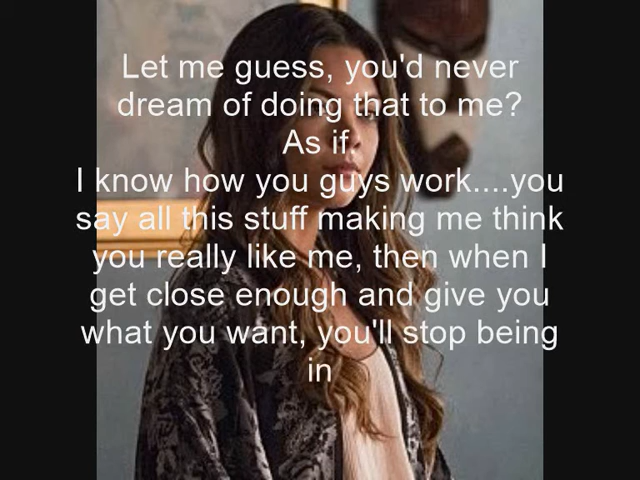 Let me guess, you'd never
dream of doing that to me?
As if.
I know how you guys work....you
say all this stuff making me think
you really like me, then when I
get close enough and give you
what you want, you'll stop being
in